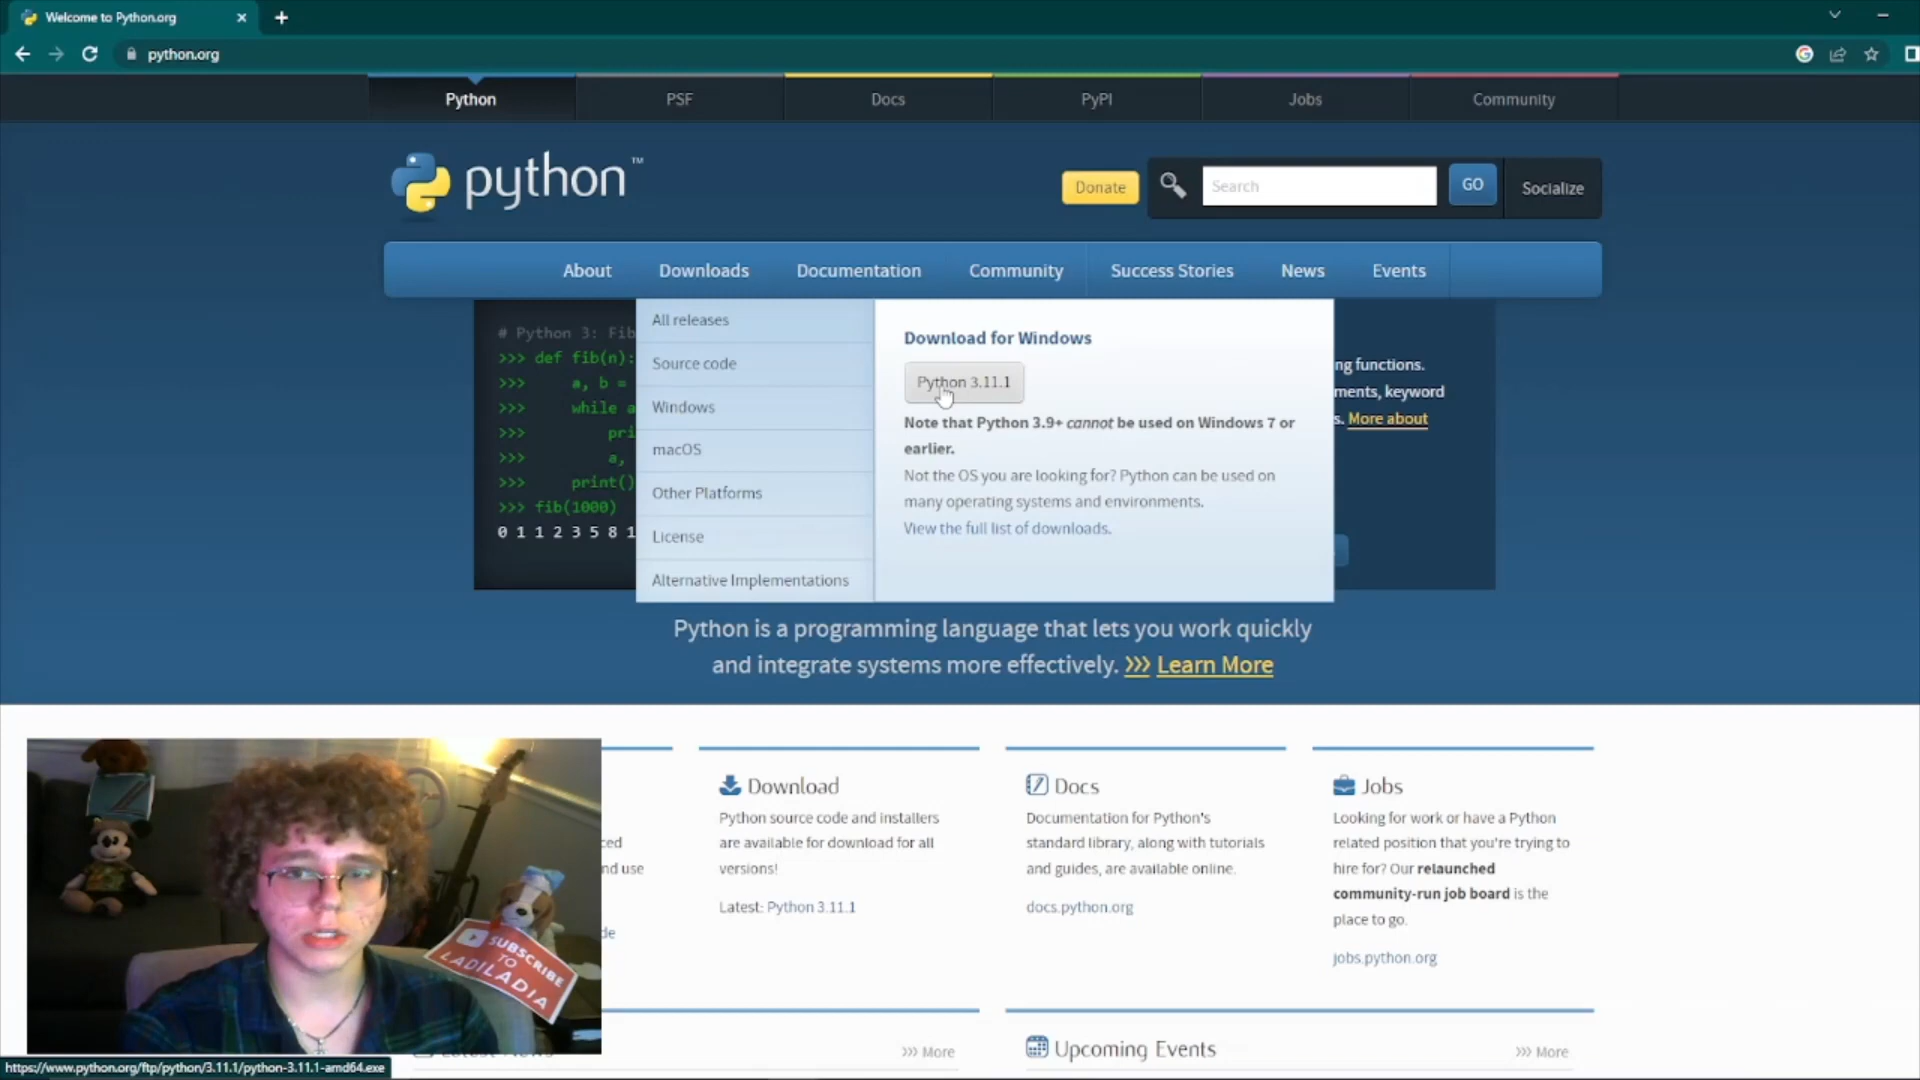 Welcome to Python.org
python.org
Python
PSF
Docs
PyPI
Jobs
Community
python™
Donate
Search
GO
Socialize
About
Downloads
Documentation
Community
Success Stories
News
Events
# Python 3: Fib
>>> def fib(n):
>>> a, b =
>>> while a
>>> pri
>>> a,
>>> print()
>>> fib(1000)
0 1 1 2 3 5 8 1
All releases
Source code
Windows
macOS
Other Platforms
License
Alternative Implementations
Download for Windows
Python 3.11.1
Note that Python 3.9+ cannot be used on Windows 7 or
earlier.
Not the OS you are looking for? Python can be used on
many operating systems and environments.
View the full list of downloads.
ng functions.
ments, keyword
s. More about
Python is a programming language that lets you work quickly
and integrate systems more effectively. >>> Learn More
ced
nd use
de
Download
Python source code and installers
are available for download for all
versions!
Latest: Python 3.11.1
Docs
Documentation for Python's
standard library, along with tutorials
and guides, are available online.
docs.python.org
Jobs
Looking for work or have a Python
related position that you're trying to
hire for? Our relaunched
community-run job board is the
place to go.
jobs.python.org
SUBSCRIBE
TO
LADILADIA
Latest News
>>> More
Upcoming Events
>>> More
https://www.python.org/ftp/python/3.11.1/python-3.11.1-amd64.exe